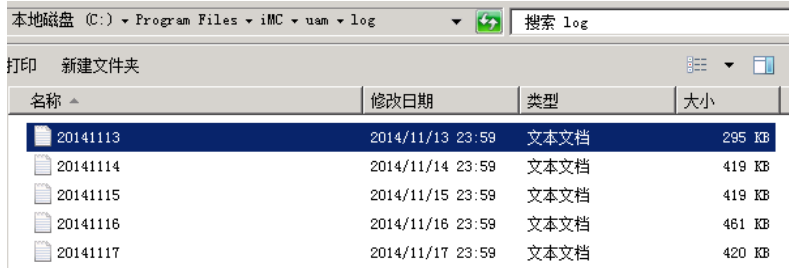 本地磁盘 (C:) ▾ Program Files ▾ iMC ▾ uam ▾ log 搜索 log
打印 新建文件夹
名称 修改日期 类型 大小
20141113 2014/11/13 23:59 文本文档 295 KB
20141114 2014/11/14 23:59 文本文档 419 KB
20141115 2014/11/15 23:59 文本文档 419 KB
20141116 2014/11/16 23:59 文本文档 461 KB
20141117 2014/11/17 23:59 文本文档 420 KB